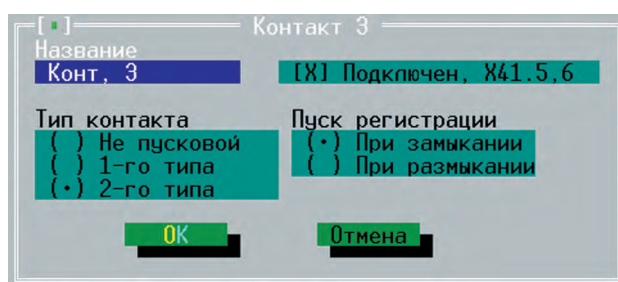 [▪] Контакт 3
Название
Конт, 3 [X] Подключен, X41.5,6
Тип контакта Пуск регистрации
( ) Не пусковой (•) При замыкании
( ) 1-го типа ( ) При размыкании
(•) 2-го типа
OK Отмена